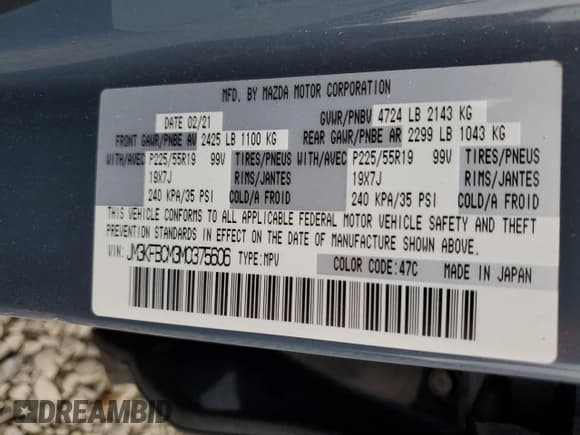 MFD. BY MAZDA MOTOR CORPORATION
DATE 02/21 GVWR/PNBV 4724 LB 2143 KG
FRONT GAWR/PNBE AV 2425 LB 1100 KG REAR GAWR/PNBE AR 2299 LB 1043 KG
WITH/AVEC P225/55R19 99V TIRES/PNEUS WITH/AVEC P225/55R19 99V TIRES/PNEUS
19X7J RIMS/JANTES 19X7J RIMS/JANTES
240 KPA/35 PSI COLD/A FROID 240 KPA/35 PSI COLD/A FROID
THIS VEHICLE CONFORMS TO ALL APPLICABLE FEDERAL MOTOR VEHICLE SAFETY AND THEFT
PREVENTION STANDARDS IN EFFECT ON THE DATE OF MANUFACTURE SHOWN ABOVE.
VIN: JM3KFBCM3M0375606 TYPE:MPV COLOR CODE:47C MADE IN JAPAN
DREAMBID